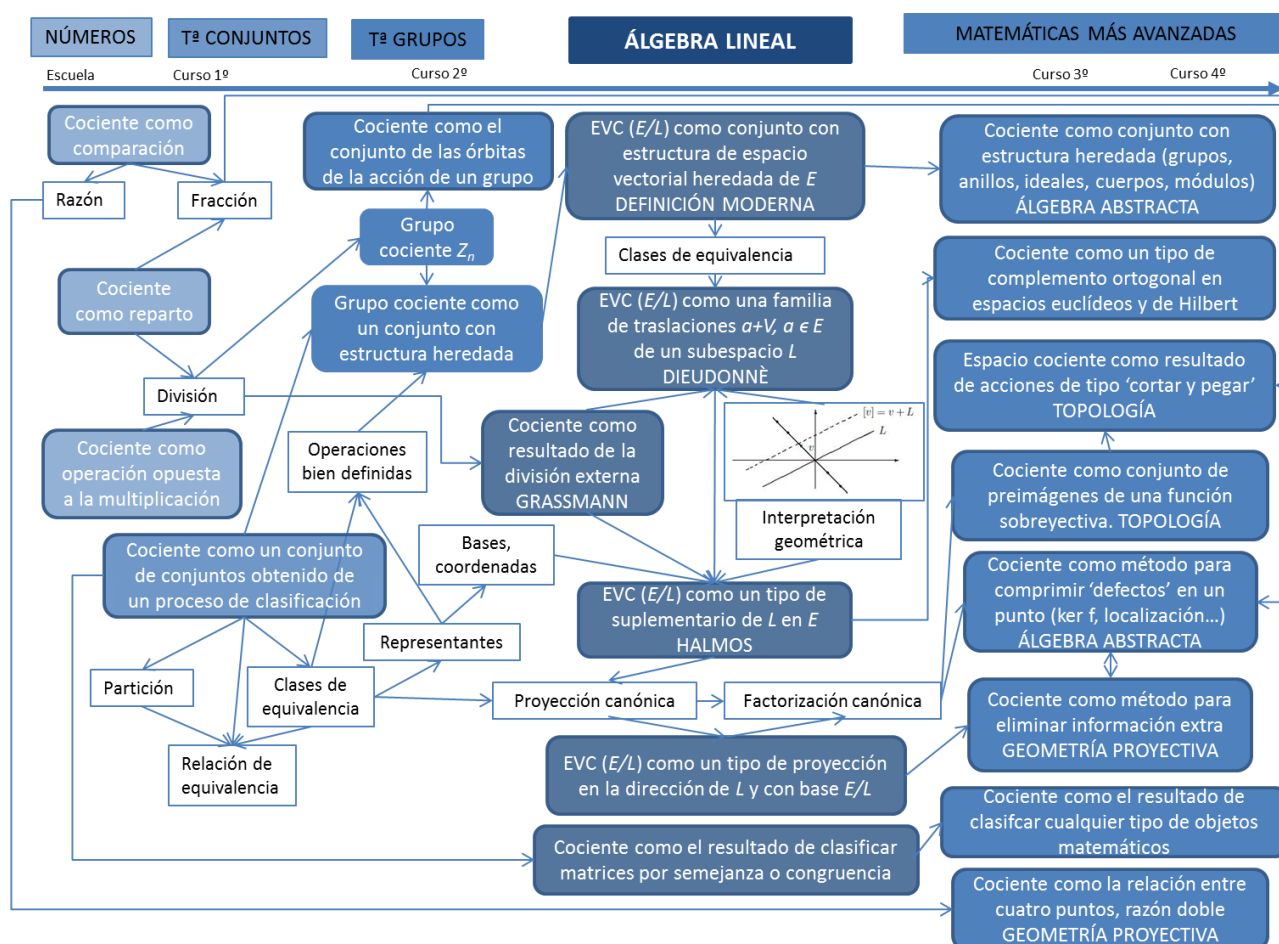 NÚMEROS
Tª CONJUNTOS
Tª GRUPOS
ÁLGEBRA LINEAL
MATEMÁTICAS MÁS AVANZADAS
Escuela
Curso 1º
Curso 2º
Curso 3º
Curso 4º
Cociente como
comparación
Razón
Fracción
Cociente
como reparto
División
Cociente como
operación opuesta
a la multiplicación
Cociente como un conjunto
de conjuntos obtenido de
un proceso de clasificación
Partición
Clases de
equivalencia
Relación de
equivalencia
Cociente como el
conjunto de las órbitas
de la acción de un grupo
Grupo
cociente Zn
Grupo cociente como
un conjunto con
estructura heredada
Operaciones
bien definidas
Bases,
coordenadas
Representantes
EVC (E/L) como conjunto con
estructura de espacio
vectorial heredada de E
DEFINICIÓN MODERNA
Clases de equivalencia
EVC (E/L) como una familia
de traslaciones a+V, a ϵ E
de un subespacio L
DIEUDONNÈ
Cociente como
resultado de la
división externa
GRASSMANN
[v] = v + L
L
v
Interpretación
geométrica
EVC (E/L) como un tipo de
suplementario de L en E
HALMOS
Proyección canónica
Factorización canónica
EVC (E/L) como un tipo de proyección
en la dirección de L y con base E/L
Cociente como el resultado de clasificar
matrices por semejanza o congruencia
Cociente como conjunto con
estructura heredada (grupos,
anillos, ideales, cuerpos, módulos)
ÁLGEBRA ABSTRACTA
Cociente como un tipo de
complemento ortogonal en
espacios euclídeos y de Hilbert
Espacio cociente como resultado
de acciones de tipo ‘cortar y pegar’
TOPOLOGÍA
Cociente como conjunto de
preimágenes de una función
sobreyectiva. TOPOLOGÍA
Cociente como método para
comprimir ‘defectos’ en un
punto (ker f, localización…)
ÁLGEBRA ABSTRACTA
Cociente como método para
eliminar información extra
GEOMETRÍA PROYECTIVA
Cociente como el resultado de
clasifcar cualquier tipo de objetos
matemáticos
Cociente como la relación entre
cuatro puntos, razón doble
GEOMETRÍA PROYECTIVA